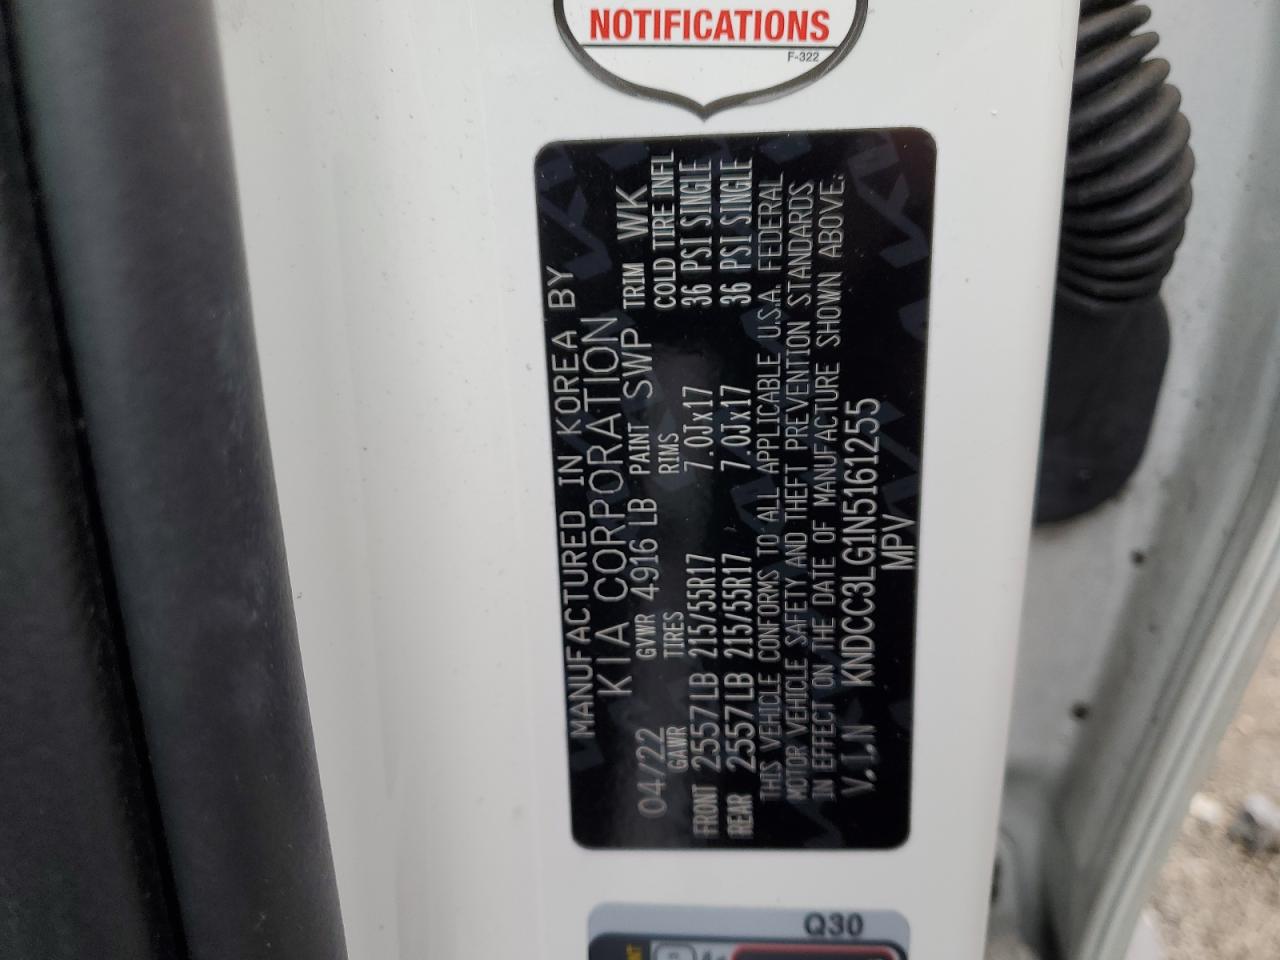 NOTIFICATIONS
F-322
MANUFACTURED IN KOREA BY
KIA CORPORATION
04/22 GVWR 4916 LB PAINT SWP TRIM WK
GAWR TIRES RIMS COLD TIRE INFL
FRONT 2557LB 215/55R17 7.0Jx17 36 PSI SINGLE
REAR 2557LB 215/55R17 7.0Jx17 36 PSI SINGLE
THIS VEHICLE CONFORMS TO ALL APPLICABLE U.S.A. FEDERAL
MOTOR VEHICLE SAFETY AND THEFT PREVENTION STANDARDS
IN EFFECT ON THE DATE OF MANUFACTURE SHOWN ABOVE.
V.I.N KNDCC3LG1N5161255
MPV
Q30